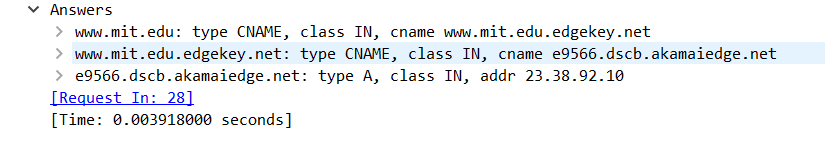 Answers
www.mit.edu: type CNAME, class IN, cname www.mit.edu.edgekey.net
www.mit.edu.edgekey.net: type CNAME, class IN, cname e9566.dscb.akamaiedge.net
e9566.dscb.akamaiedge.net: type A, class IN, addr 23.38.92.10
[Request In: 28]
[Time: 0.003918000 seconds]